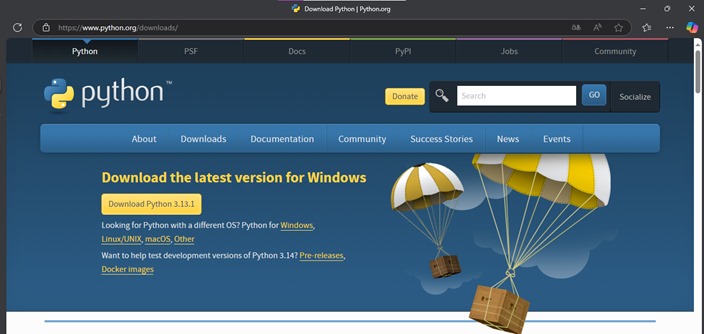 Download Python | Python.org
https://www.python.org/downloads/
Python PSF Docs PyPI Jobs Community
python™
Donate Search GO Socialize
About Downloads Documentation Community Success Stories News Events
Download the latest version for Windows
Download Python 3.13.1
Looking for Python with a different OS? Python for Windows,
Linux/UNIX, macOS, Other
Want to help test development versions of Python 3.14? Pre-releases,
Docker images